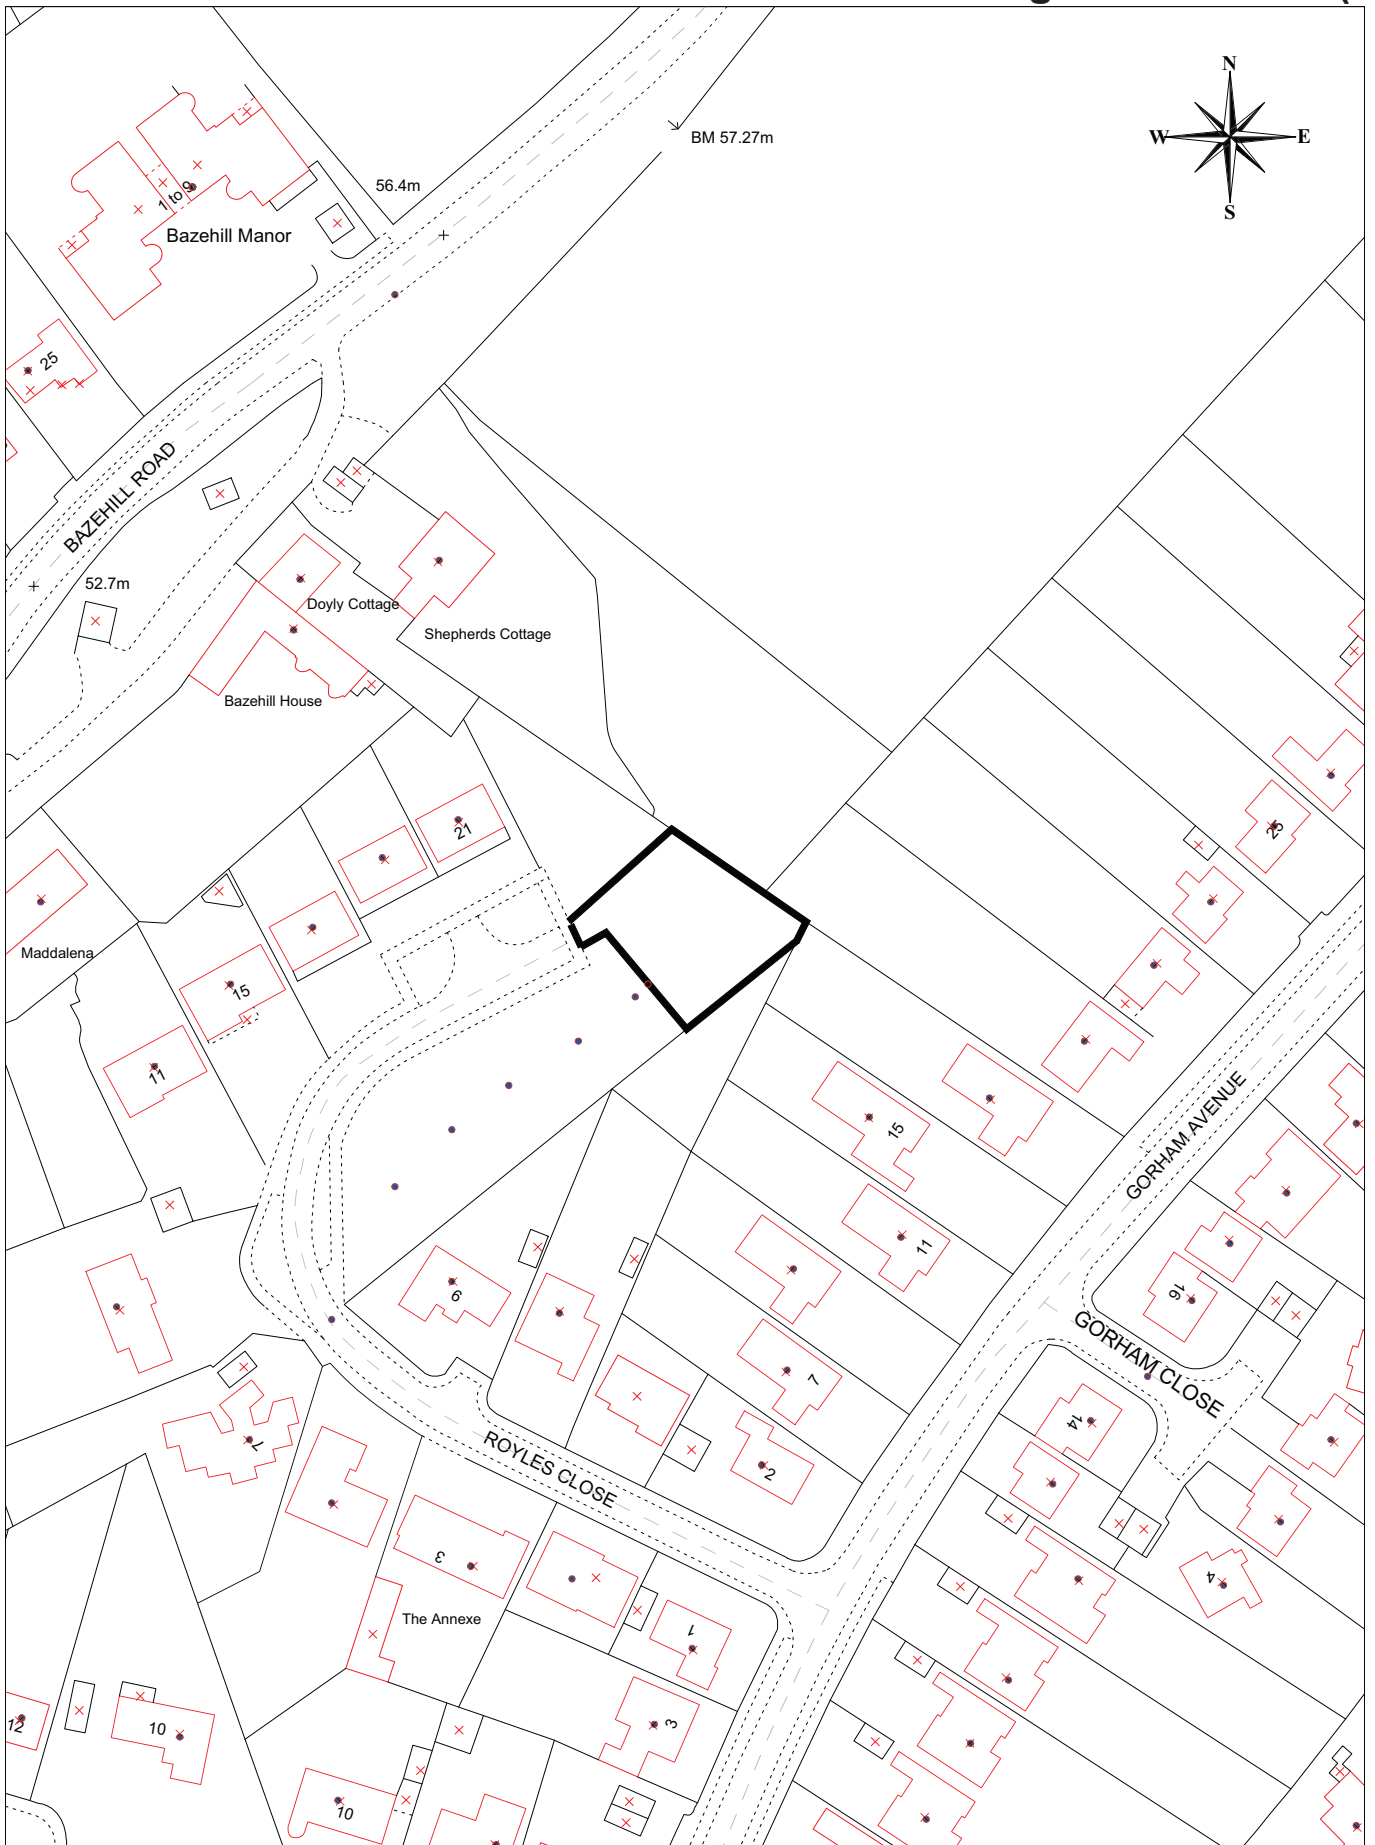 N
W
E
S
BM 57.27m
56.4m
1 to 9
Bazehill Manor
25
BAZEHILL ROAD
52.7m
Doyly Cottage
Shepherds Cottage
Bazehill House
21
25
Maddalena
15
11
15
GORHAM AVENUE
11
16
9
GORHAM CLOSE
7
14
7
ROYLES CLOSE
2
3
4
The Annexe
1
3
12
10
10